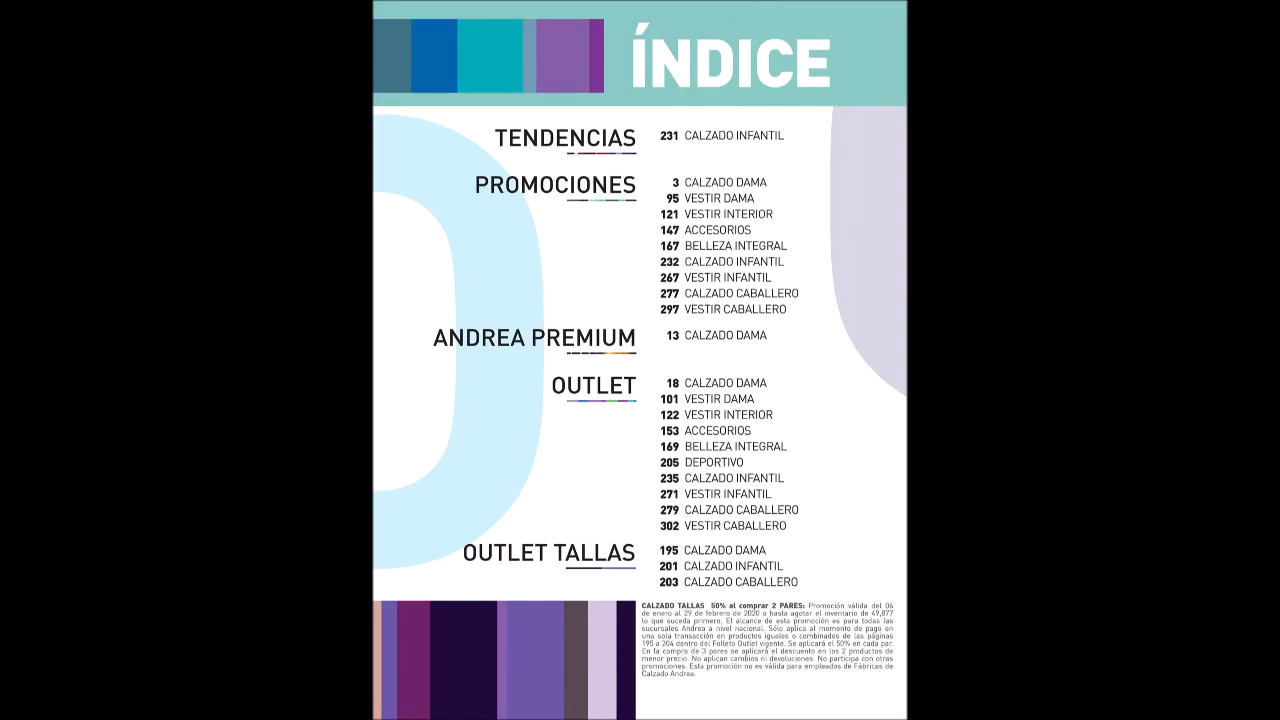 ÍNDICE
TENDENCIAS
231 CALZADO INFANTIL
PROMOCIONES
3 CALZADO DAMA
95 VESTIR DAMA
121 VESTIR INTERIOR
147 ACCESORIOS
167 BELLEZA INTEGRAL
232 CALZADO INFANTIL
267 VESTIR INFANTIL
277 CALZADO CABALLERO
297 VESTIR CABALLERO
ANDREA PREMIUM
13 CALZADO DAMA
OUTLET
18 CALZADO DAMA
101 VESTIR DAMA
122 VESTIR INTERIOR
153 ACCESORIOS
169 BELLEZA INTEGRAL
205 DEPORTIVO
235 CALZADO INFANTIL
271 VESTIR INFANTIL
279 CALZADO CABALLERO
302 VESTIR CABALLERO
OUTLET TALLAS
195 CALZADO DAMA
201 CALZADO INFANTIL
203 CALZADO CABALLERO
CALZADO TALLAS 50% al comprar 2 PARES: Promoción válida del 06
de enero al 29 de febrero de 2020 o hasta agotar el inventario de 49,877
lo que suceda primero. El alcance de esta promoción es para todas las
sucursales Andrea a nivel nacional. Sólo aplica al momento de pago en
una sola transacción en productos iguales o combinados de las páginas
195 a 204 dentro del Folleto Outlet vigente. Se aplicará el 50% en cada par.
En la compra de 3 pares se aplicará el descuento en los 2 productos de
menor precio. No aplican cambios ni devoluciones. No participa con otras
promociones. Esta promoción no es válida para empleados de Fábricas de
Calzado Andrea.